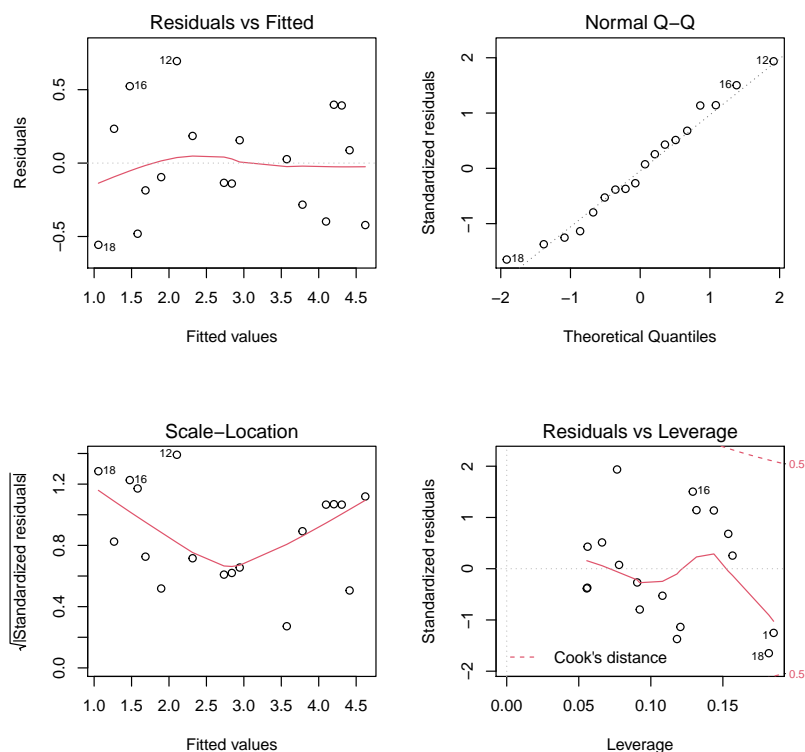 Residuals vs Fitted
Residuals
0.5
0.0
−0.5
12
16
18
1.0 1.5 2.0 2.5 3.0 3.5 4.0 4.5
Fitted values
Normal Q−Q
Standardized residuals
2
1
0
−1
12
16
18
−2 −1 0 1 2
Theoretical Quantiles
Scale−Location
√|Standardized residuals|
1.2
0.8
0.4
0.0
12
18
16
1.0 1.5 2.0 2.5 3.0 3.5 4.0 4.5
Fitted values
Residuals vs Leverage
Standardized residuals
2
1
0
−1
−2
0.5
16
1
18
Cook's distance
0.5
0.00 0.05 0.10 0.15
Leverage